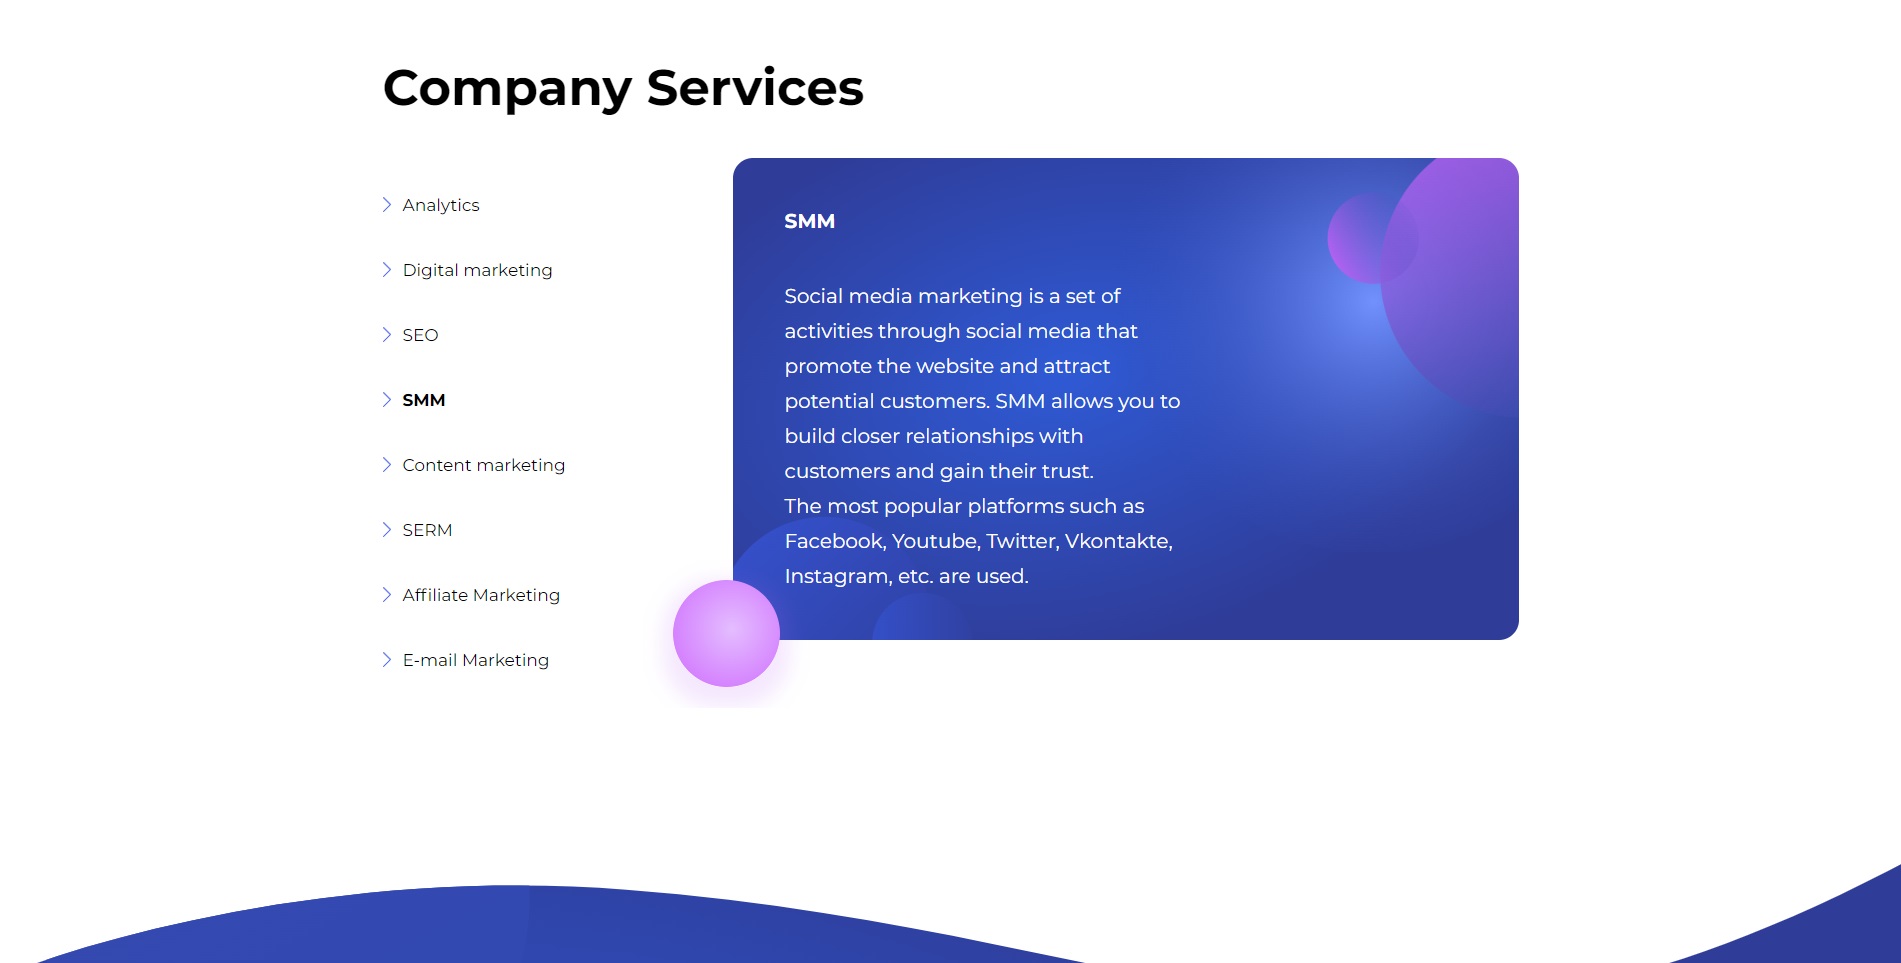 Company Services
Analytics
Digital marketing
SEO
SMM
Content marketing
SERM
Affiliate Marketing
E-mail Marketing
SMM
Social media marketing is a set of
activities through social media that
promote the website and attract
potential customers. SMM allows you to
build closer relationships with
customers and gain their trust.
The most popular platforms such as
Facebook, Youtube, Twitter, Vkontakte,
Instagram, etc. are used.